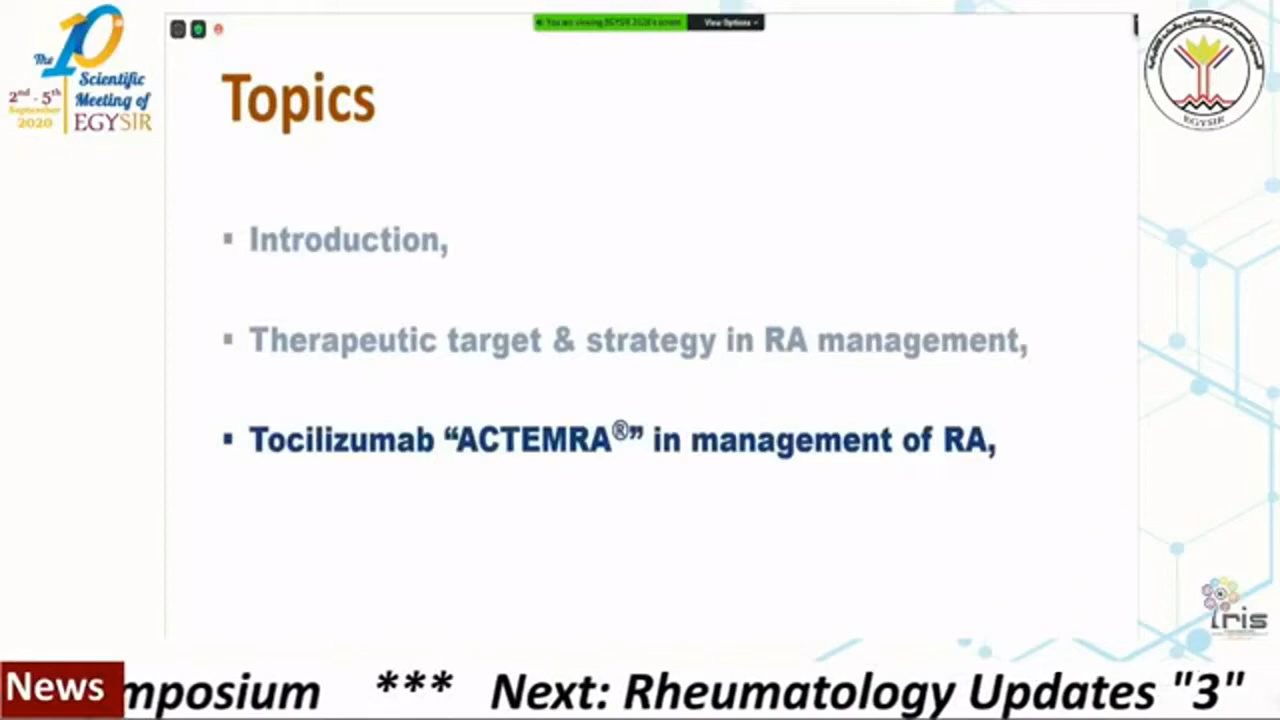 The 10
Scientific
Meeting of
EGYSIR
2nd - 5th
September
2020
You are viewing EGYSIR 2020's screen
View Options
Topics
▪ Introduction,
▪ Therapeutic target & strategy in RA management,
▪ Tocilizumab “ACTEMRA®” in management of RA,
EGYSIR
Iris
News
mposium *** Next: Rheumatology Updates "3"